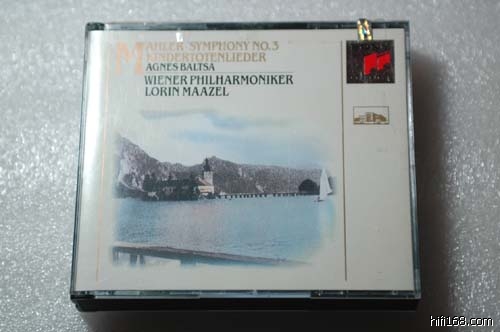 MAHLER·SYMPHONY NO.3
KINDERTOTENLIEDER
AGNES BALTSA
WIENER PHILHARMONIKER
LORIN MAAZEL
hifi168.com